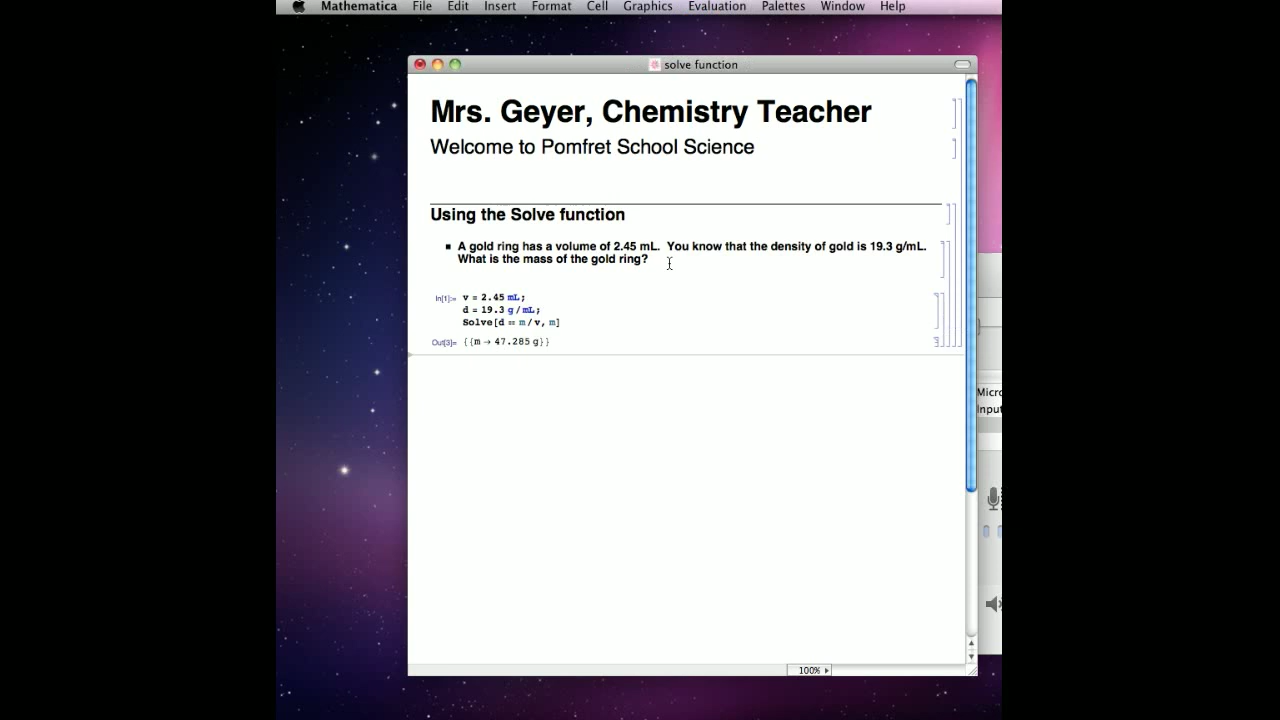 Mathematica File Edit Insert Format Cell Graphics Evaluation Palettes Window Help
solve function
Mrs. Geyer, Chemistry Teacher
Welcome to Pomfret School Science
Using the Solve function
A gold ring has a volume of 2.45 mL. You know that the density of gold is 19.3 g/mL.
What is the mass of the gold ring?
In[1]:= v = 2.45 mL;
d = 19.3 g/mL;
Solve[d == m/v, m]
Out[3]= {{m → 47.285 g}}
Micro
Input
100%